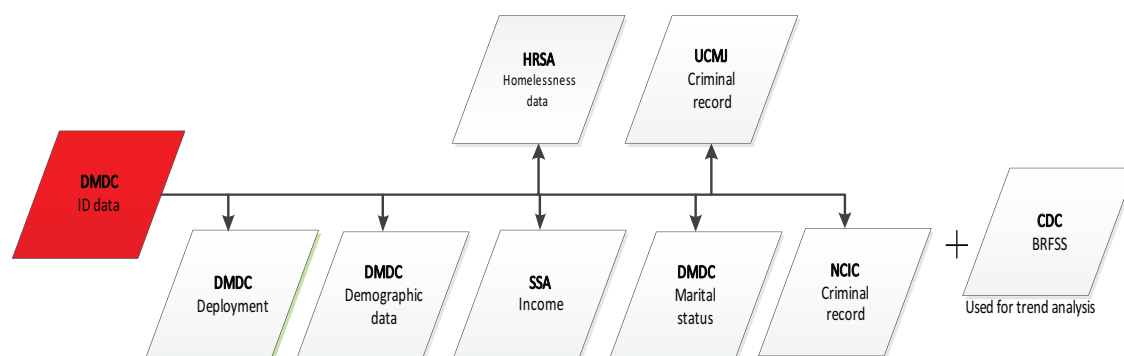 HRSA
Homelessness
data
UCMJ
Criminal
record
DMDC
ID data
DMDC
Deployment
DMDC
Demographic
data
SSA
Income
DMDC
Marital
status
NCIC
Criminal
record
+
CDC
BRFSS
Used for trend analysis